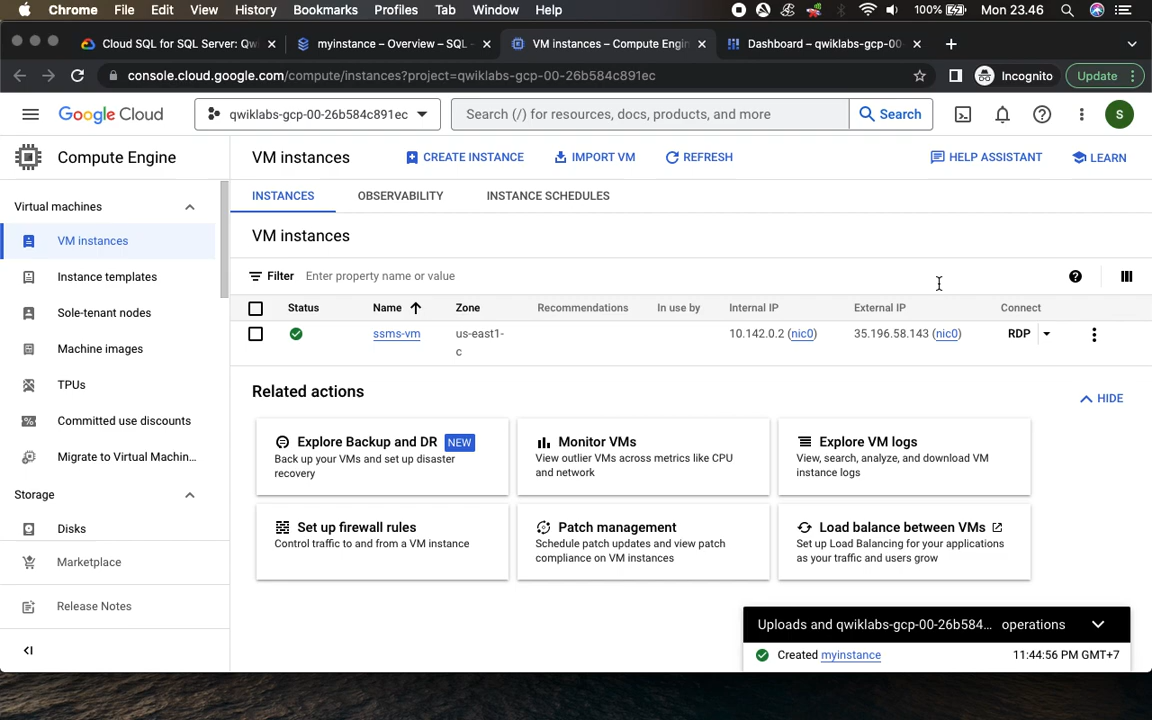 Chrome File Edit View History Bookmarks Profiles Tab Window Help 100% Mon 23.46
Cloud SQL for SQL Server: Qw
myinstance – Overview – SQL
VM instances – Compute Engin
Dashboard – qwiklabs-gcp-00-
console.cloud.google.com/compute/instances?project=qwiklabs-gcp-00-26b584c891ec
Incognito
Update
Google Cloud
qwiklabs-gcp-00-26b584c891ec
Search (/) for resources, docs, products, and more
Search
S
Compute Engine
VM instances
CREATE INSTANCE
IMPORT VM
REFRESH
HELP ASSISTANT
LEARN
Virtual machines
VM instances
Instance templates
Sole-tenant nodes
Machine images
TPUs
Committed use discounts
Migrate to Virtual Machin...
Storage
Disks
Marketplace
Release Notes
INSTANCES
OBSERVABILITY
INSTANCE SCHEDULES
VM instances
Filter Enter property name or value
Status Name Zone Recommendations In use by Internal IP External IP Connect
ssms-vm us-east1- 10.142.0.2 (nic0) 35.196.58.143 (nic0) RDP
c
Related actions
HIDE
Explore Backup and DR NEW
Back up your VMs and set up disaster
recovery
Monitor VMs
View outlier VMs across metrics like CPU
and network
Explore VM logs
View, search, analyze, and download VM
instance logs
Set up firewall rules
Control traffic to and from a VM instance
Patch management
Schedule patch updates and view patch
compliance on VM instances
Load balance between VMs
Set up Load Balancing for your applications
as your traffic and users grow
Uploads and qwiklabs-gcp-00-26b584... operations
Created myinstance 11:44:56 PM GMT+7